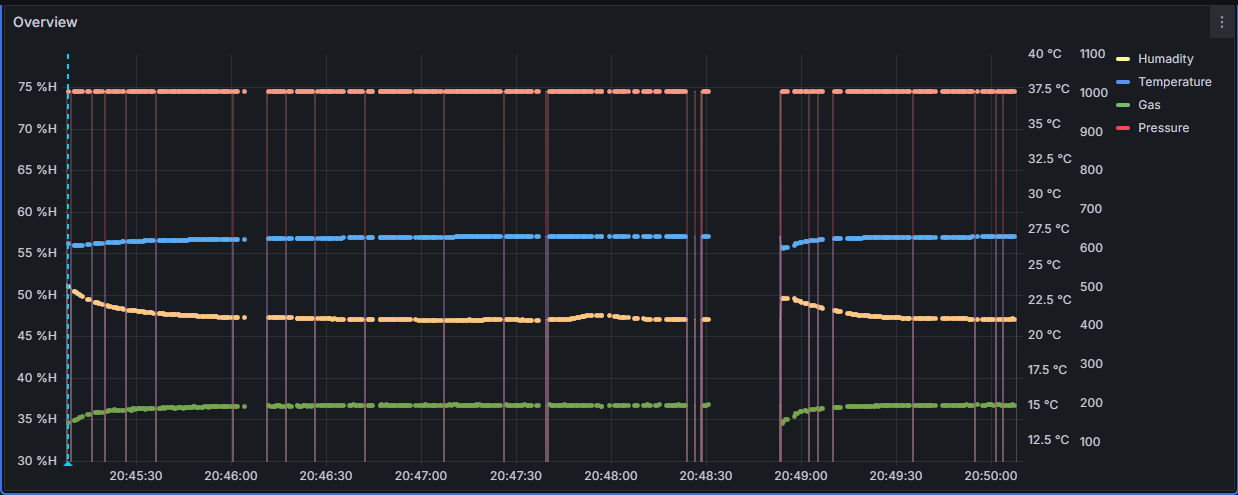 Overview
75 %H
70 %H
65 %H
60 %H
55 %H
50 %H
45 %H
40 %H
35 %H
30 %H
20:45:30 20:46:00 20:46:30 20:47:00 20:47:30 20:48:00 20:48:30 20:49:00 20:49:30 20:50:00
40 °C
37.5 °C
35 °C
32.5 °C
30 °C
27.5 °C
25 °C
22.5 °C
20 °C
17.5 °C
15 °C
12.5 °C
1100
1000
900
800
700
600
500
400
300
200
100
Humadity
Temperature
Gas
Pressure